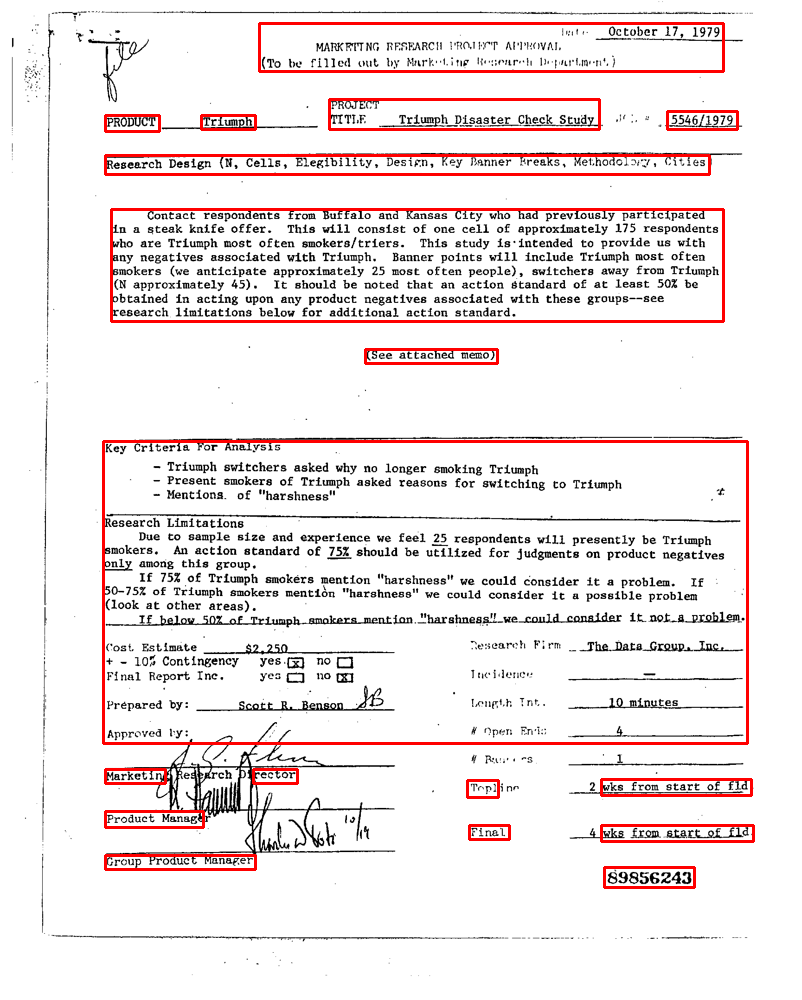 Date October 17, 1979
file
MARKETING RESEARCH PROJECT APPROVAL
(To be filled out by Marketing Research Department)
PROJECT
PRODUCT Triumph TITLE Triumph Disaster Check Study 5546/1979
Research Design (N, Cells, Elegibility, Design, Key Banner Breaks, Methodology, Cities
Contact respondents from Buffalo and Kansas City who had previously participated
in a steak knife offer. This will consist of one cell of approximately 175 respondents
who are Triumph most often smokers/triers. This study is intended to provide us with
any negatives associated with Triumph. Banner points will include Triumph most often
smokers (we anticipate approximately 25 most often people), switchers away from Triumph
(N approximately 45). It should be noted that an action standard of at least 50% be
obtained in acting upon any product negatives associated with these groups--see
research limitations below for additional action standard.
(See attached memo)
Key Criteria For Analysis
- Triumph switchers asked why no longer smoking Triumph
- Present smokers of Triumph asked reasons for switching to Triumph
- Mentions of "harshness"
Research Limitations
Due to sample size and experience we feel 25 respondents will presently be Triumph
smokers. An action standard of 75% should be utilized for judgments on product negatives
only among this group.
If 75% of Triumph smokers mention "harshness" we could consider it a problem. If
50-75% of Triumph smokers mention "harshness" we could consider it a possible problem
(look at other areas).
If below 50% of Triumph smokers mention "harshness" we could consider it not a problem.
Cost Estimate $2,250 Research Firm The Data Group, Inc.
+ - 10% Contingency yes x no
Final Report Inc. yes no x Incidence —
Prepared by: Scott R. Benson Length Int. 10 minutes
Approved by: # Open Ends 4
# Banners 1
Marketing Research Director
Topline 2 wks from start of fld
Product Manager 10/19
Final 4 wks from start of fld
Group Product Manager
89856243